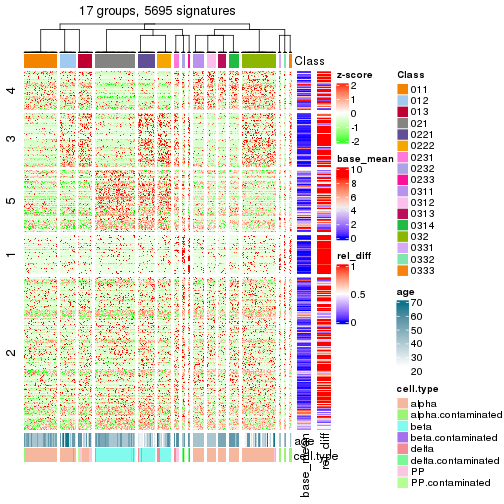 17 groups, 5695 signatures
Class
4
3
5
1
2
age
cell.type
base_mean
rel_diff
z-score
2
1
0
-1
-2
base_mean
10
8
6
4
2
0
rel_diff
1
0.5
0
Class
011
012
013
021
0221
0222
0231
0232
0233
0311
0312
0313
0314
032
0331
0332
0333
age
70
60
50
40
30
20
cell.type
alpha
alpha.contaminated
beta
beta.contaminated
delta
delta.contaminated
PP
PP.contaminated